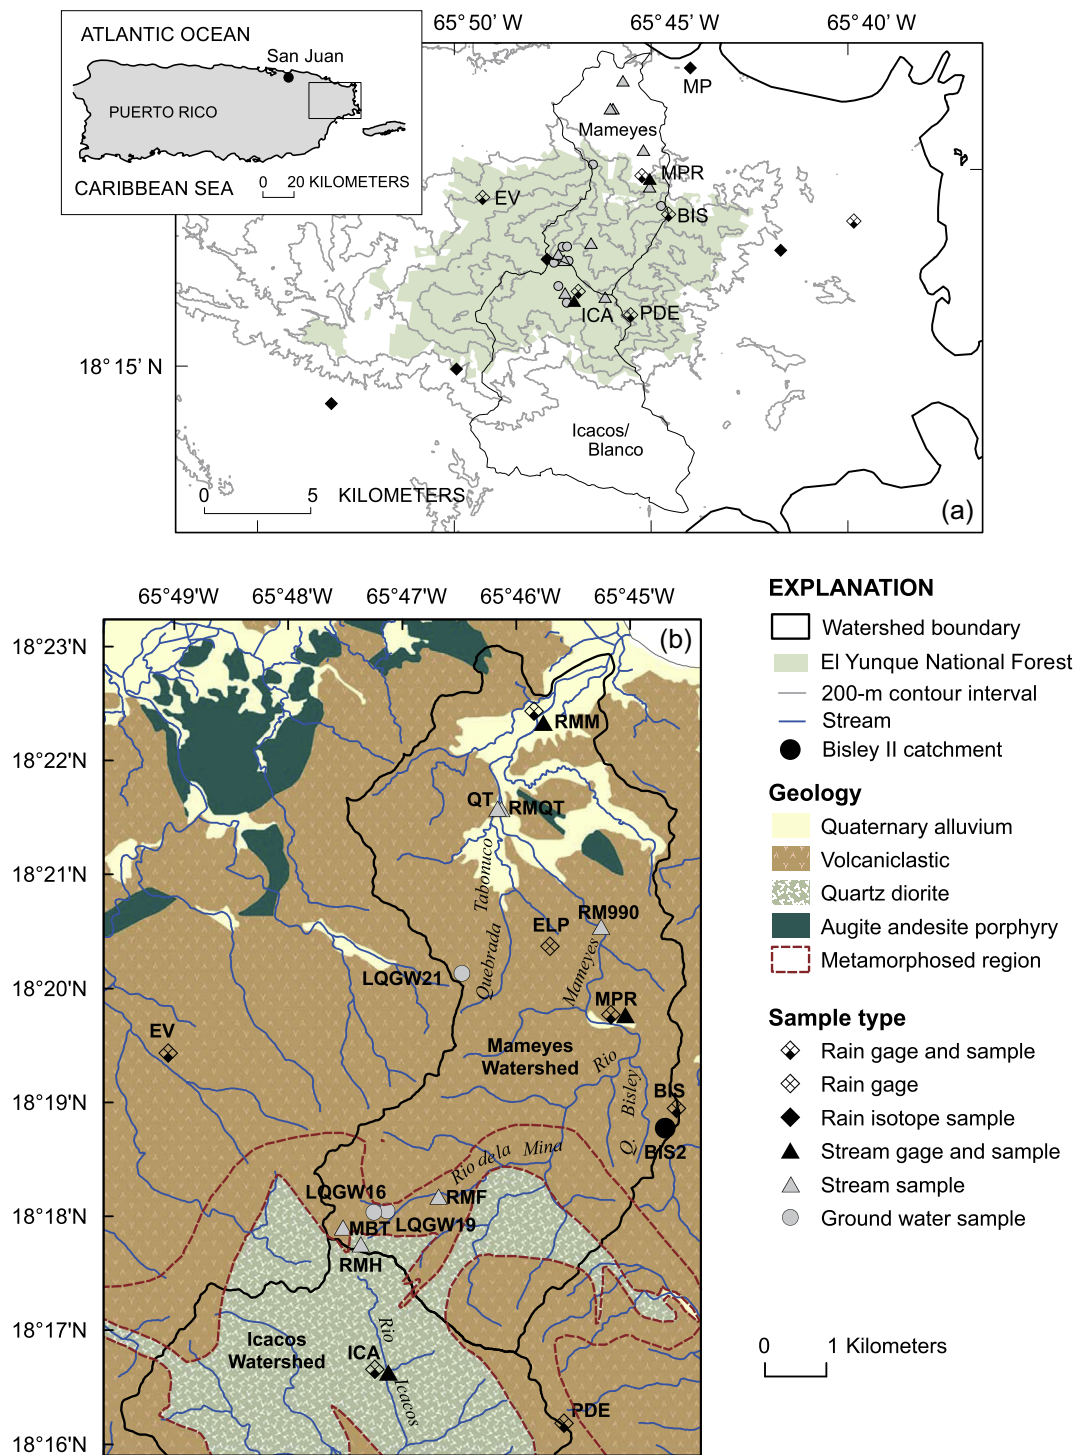 65° 50' W 65° 45' W 65° 40' W
ATLANTIC OCEAN
San Juan
PUERTO RICO
CARIBBEAN SEA
0 20 KILOMETERS
MP
Mameyes
MPR
EV
BIS
ICA
PDE
18° 15' N
Icacos/
Blanco
0 5 KILOMETERS
(a)
65°49'W 65°48'W 65°47'W 65°46'W 65°45'W
(b)
18°23'N
18°22'N
18°21'N
18°20'N
18°19'N
18°18'N
18°17'N
18°16'N
RMM
QT
RMQT
Quebrada Tabonuco
RM990
ELP
LQGW21
Mameyes
MPR
EV
Mameyes
Watershed
Rio
BIS
Q. Bisley
BIS2
Rio de la Mina
LQGW16
RMF
MBT
LQGW19
RMH
Icacos
Watershed
Rio
ICA
Icacos
PDE
EXPLANATION
Watershed boundary
El Yunque National Forest
200-m contour interval
Stream
Bisley II catchment
Geology
Quaternary alluvium
Volcaniclastic
Quartz diorite
Augite andesite porphyry
Metamorphosed region
Sample type
Rain gage and sample
Rain gage
Rain isotope sample
Stream gage and sample
Stream sample
Ground water sample
0 1 Kilometers